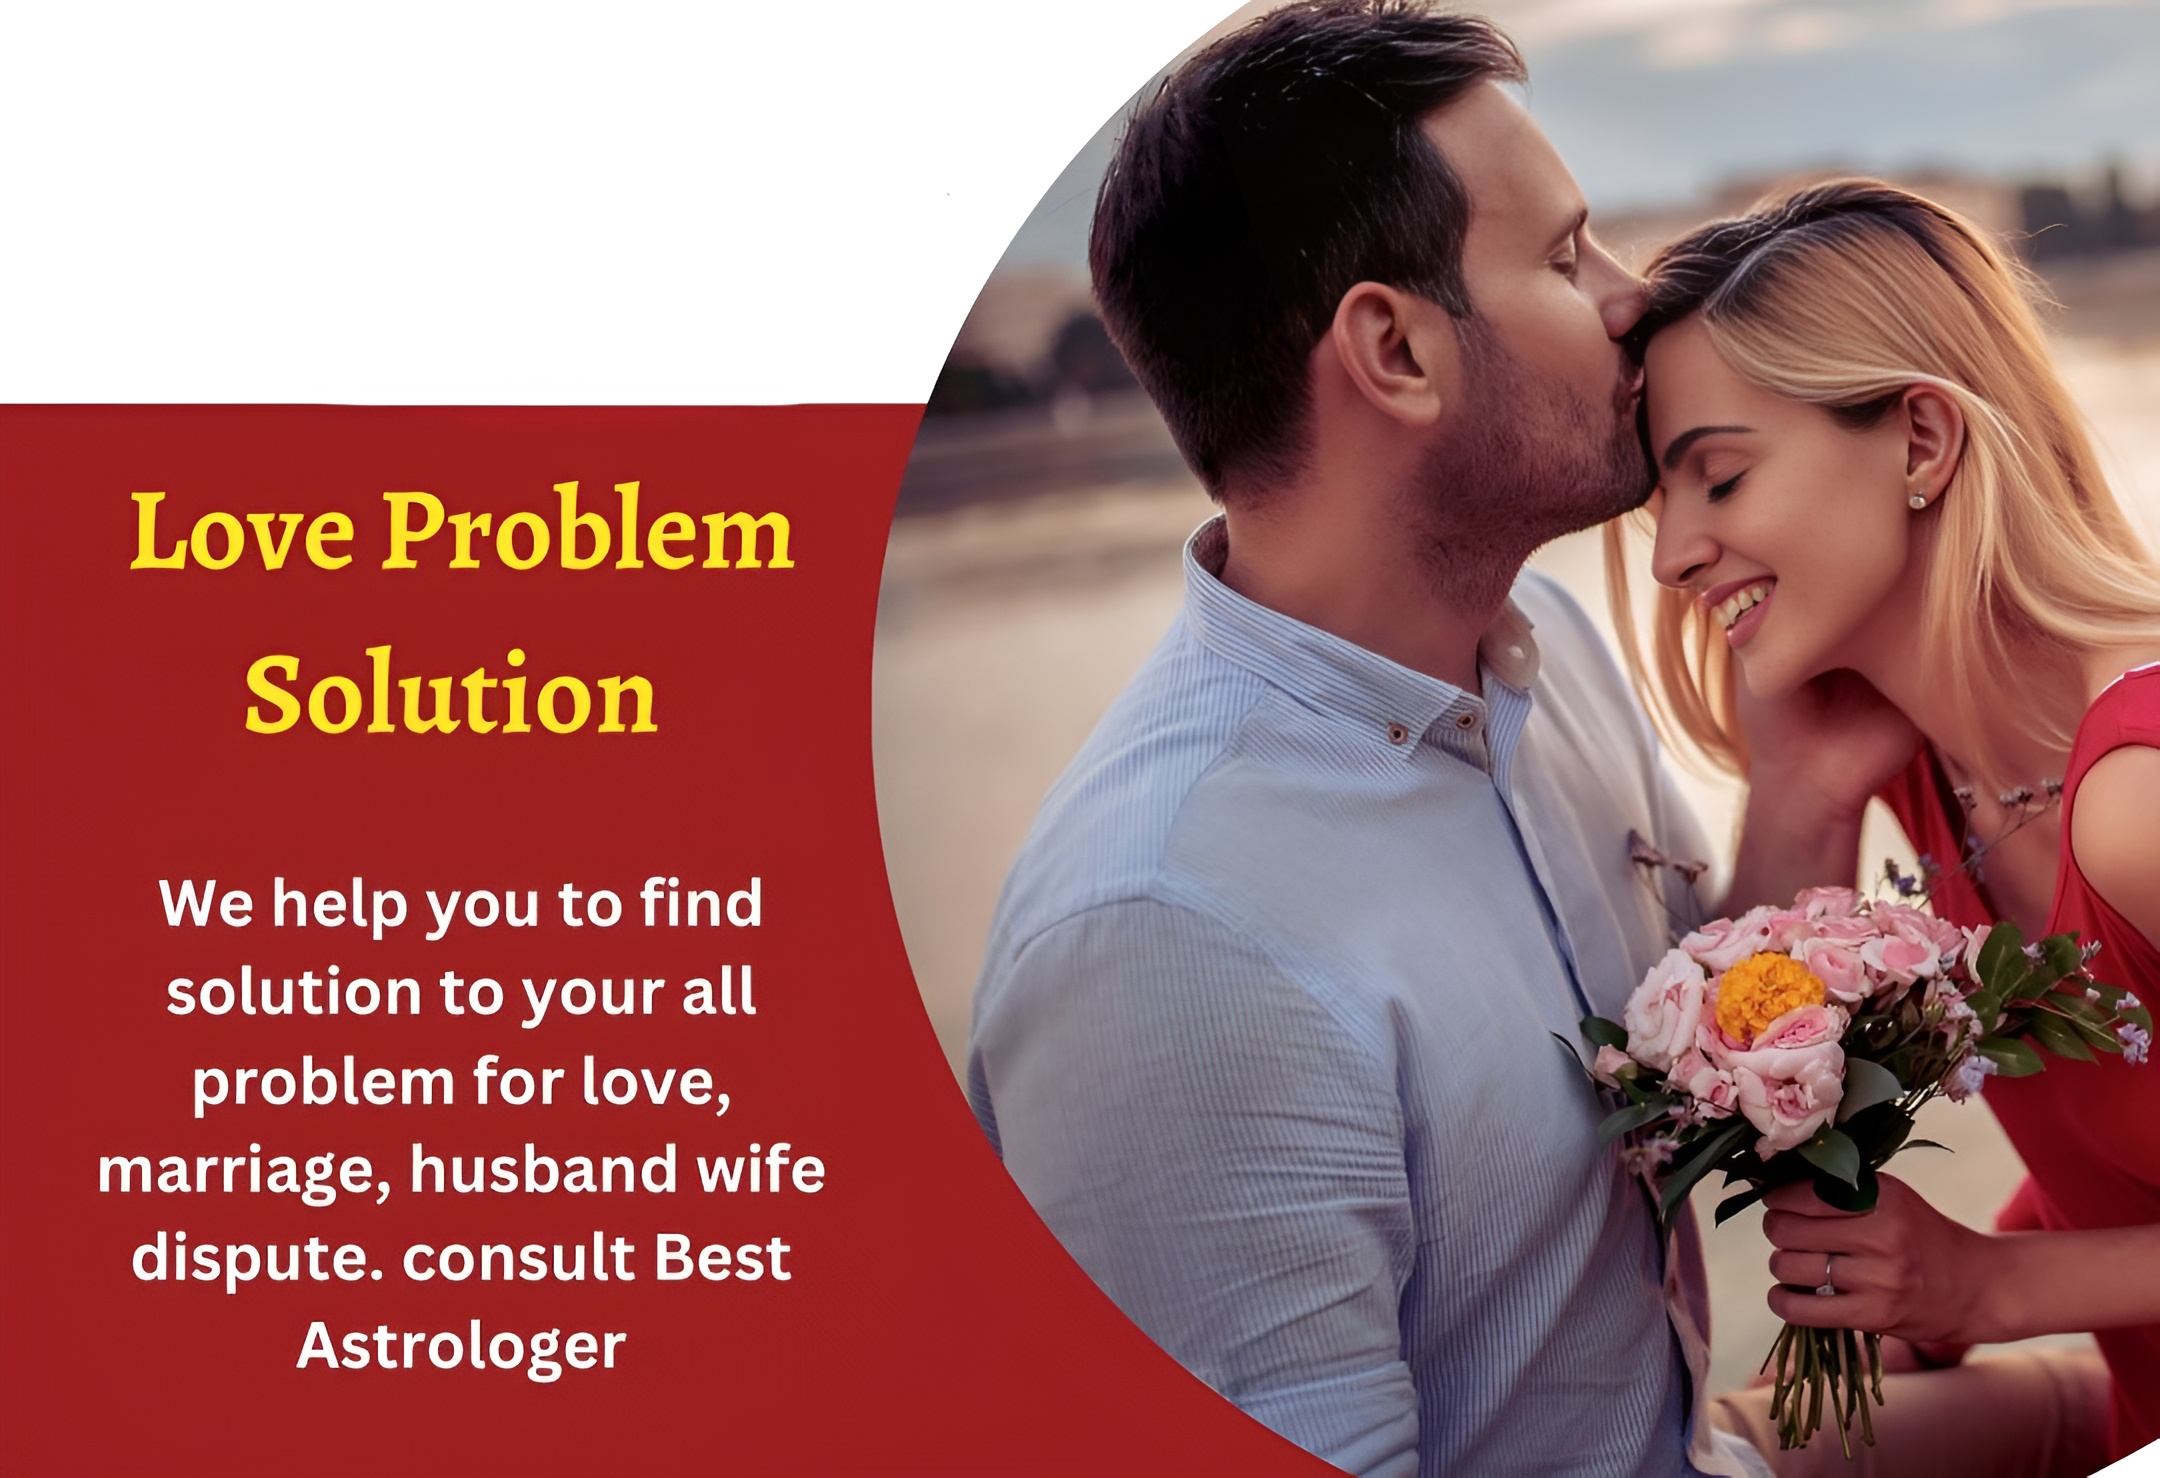 Love Problem
Solution
We help you to find
solution to your all
problem for love,
marriage, husband wife
dispute. consult Best
Astrologer